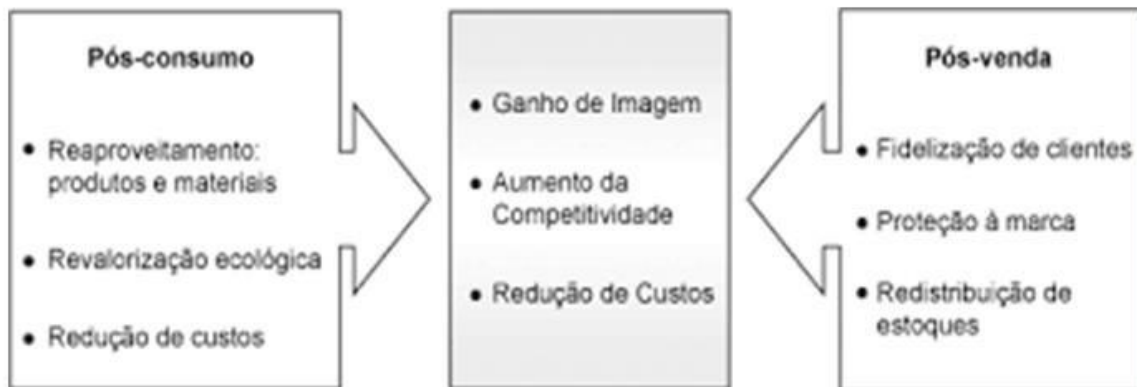 Pós-consumo
• Reaproveitamento:
produtos e materiais
• Revalorização ecológica
• Redução de custos
• Ganho de Imagem
• Aumento da
Competitividade
• Redução de Custos
Pós-venda
• Fidelização de clientes
• Proteção à marca
• Redistribuição de
estoques